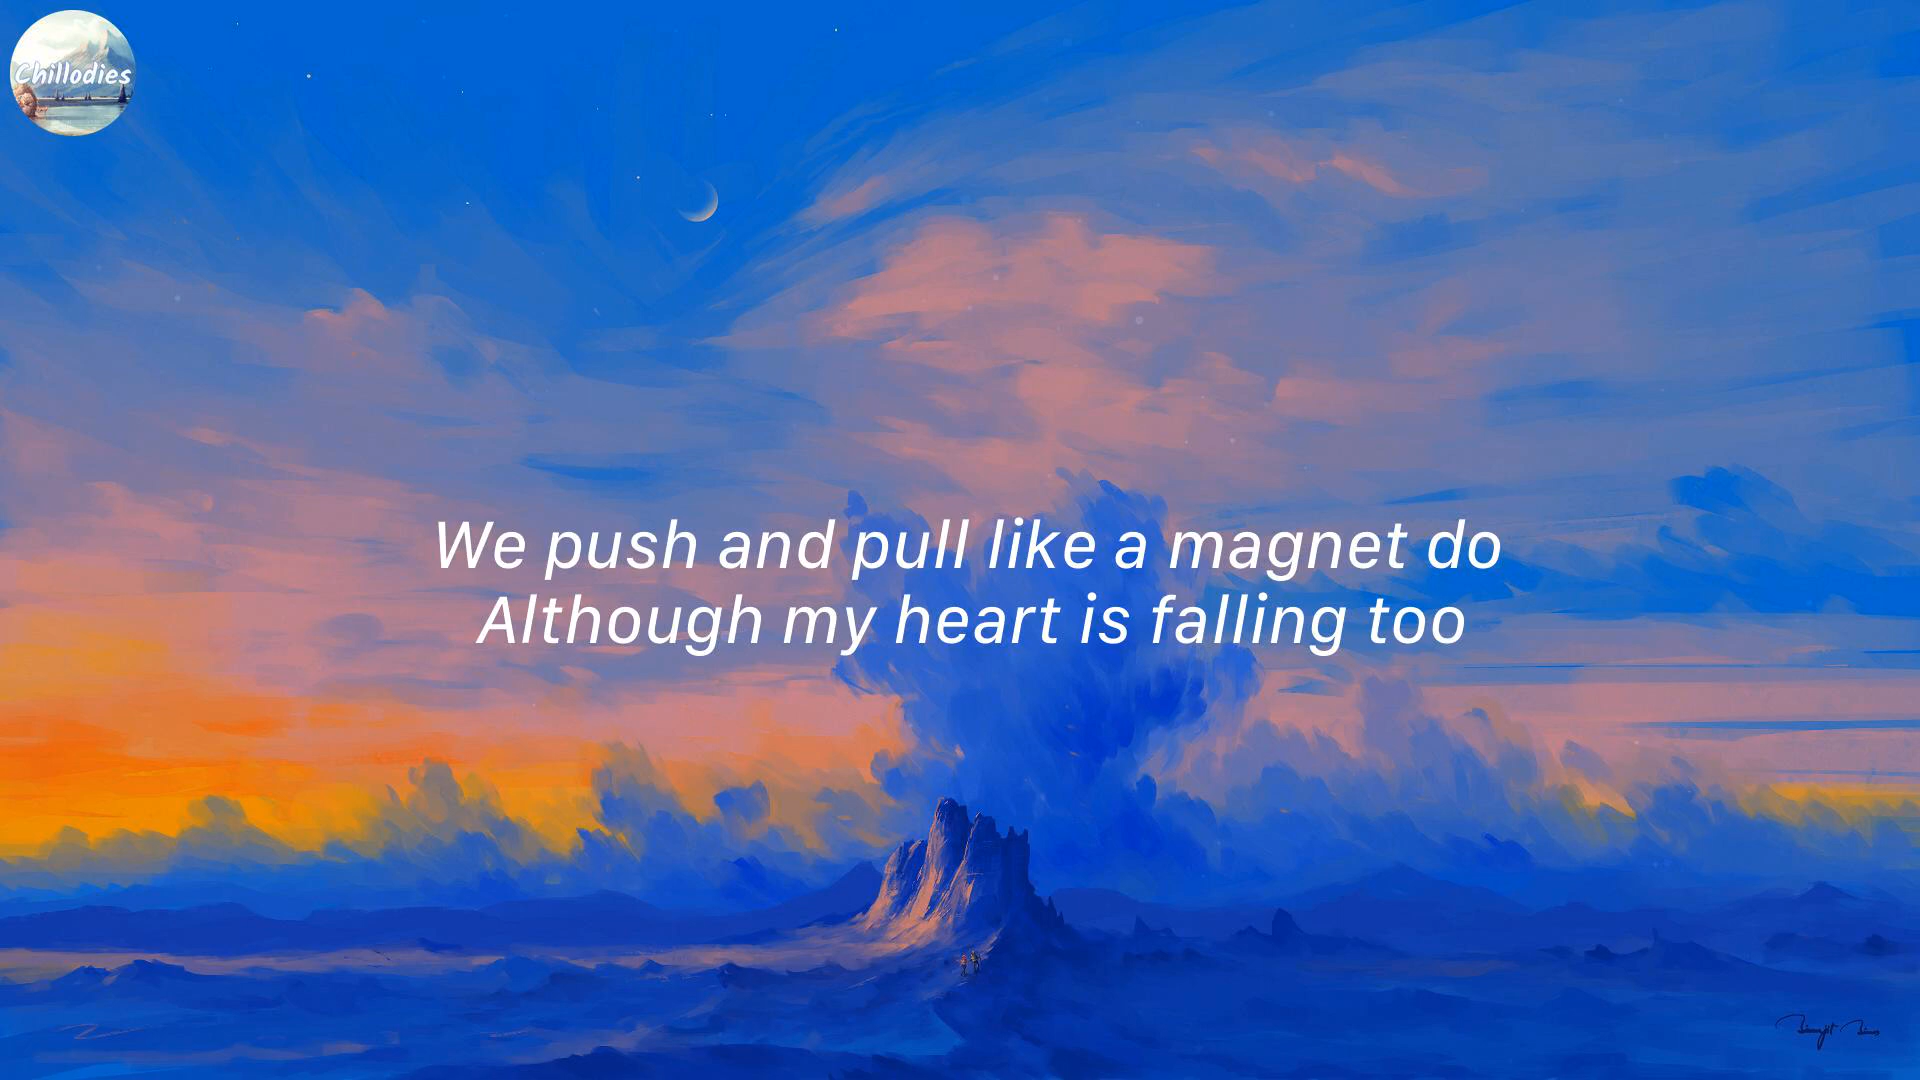 Chillodies
We push and pull like a magnet do
Although my heart is falling too